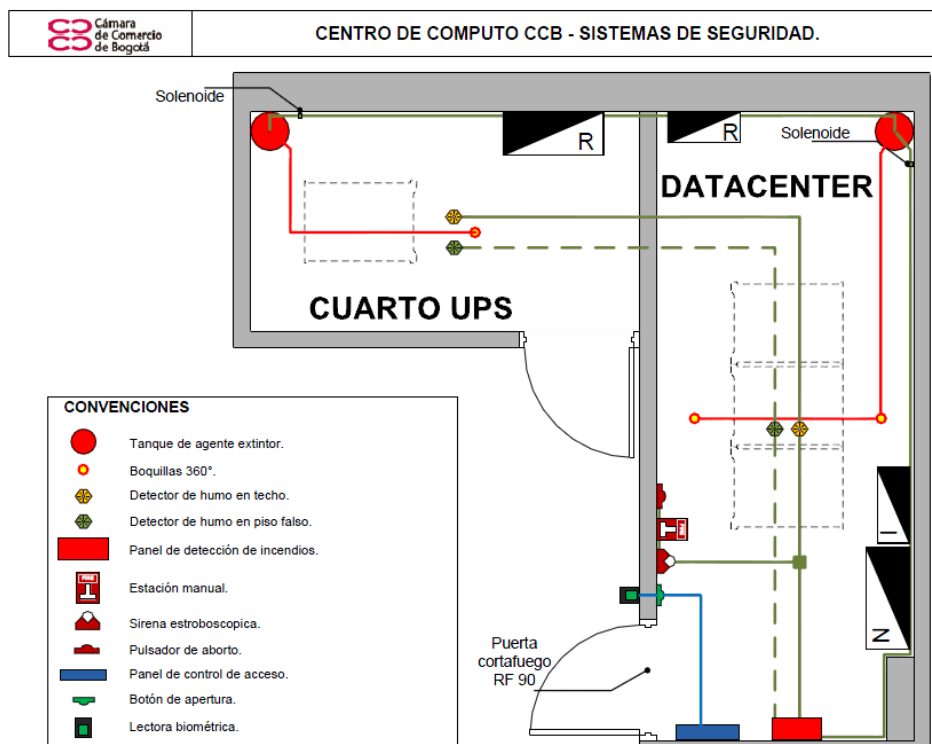 Cámara
de Comercio
de Bogotá
CENTRO DE COMPUTO CCB - SISTEMAS DE SEGURIDAD.
Solenoide
R
R
Solenoide
DATACENTER
CUARTO UPS
I
N
Puerta
cortafuego
RF 90
CONVENCIONES
Tanque de agente extintor.
Boquillas 360°.
Detector de humo en techo.
Detector de humo en piso falso.
Panel de detección de incendios.
Estación manual.
Sirena estroboscopica.
Pulsador de aborto.
Panel de control de acceso.
Botón de apertura.
Lectora biométrica.